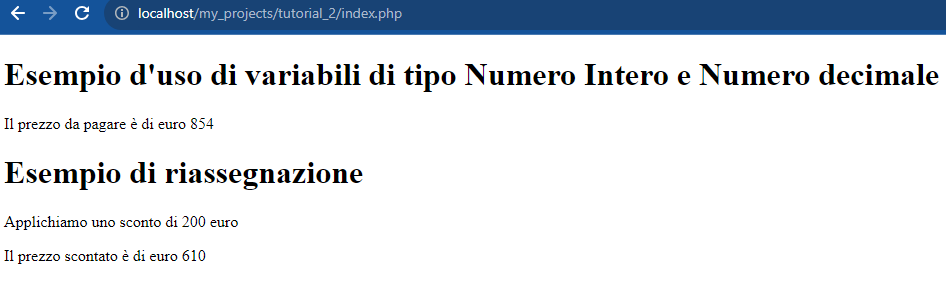 localhost/my_projects/tutorial_2/index.php
Esempio d'uso di variabili di tipo Numero Intero e Numero decimale
Il prezzo da pagare è di euro 854
Esempio di riassegnazione
Applichiamo uno sconto di 200 euro
Il prezzo scontato è di euro 610